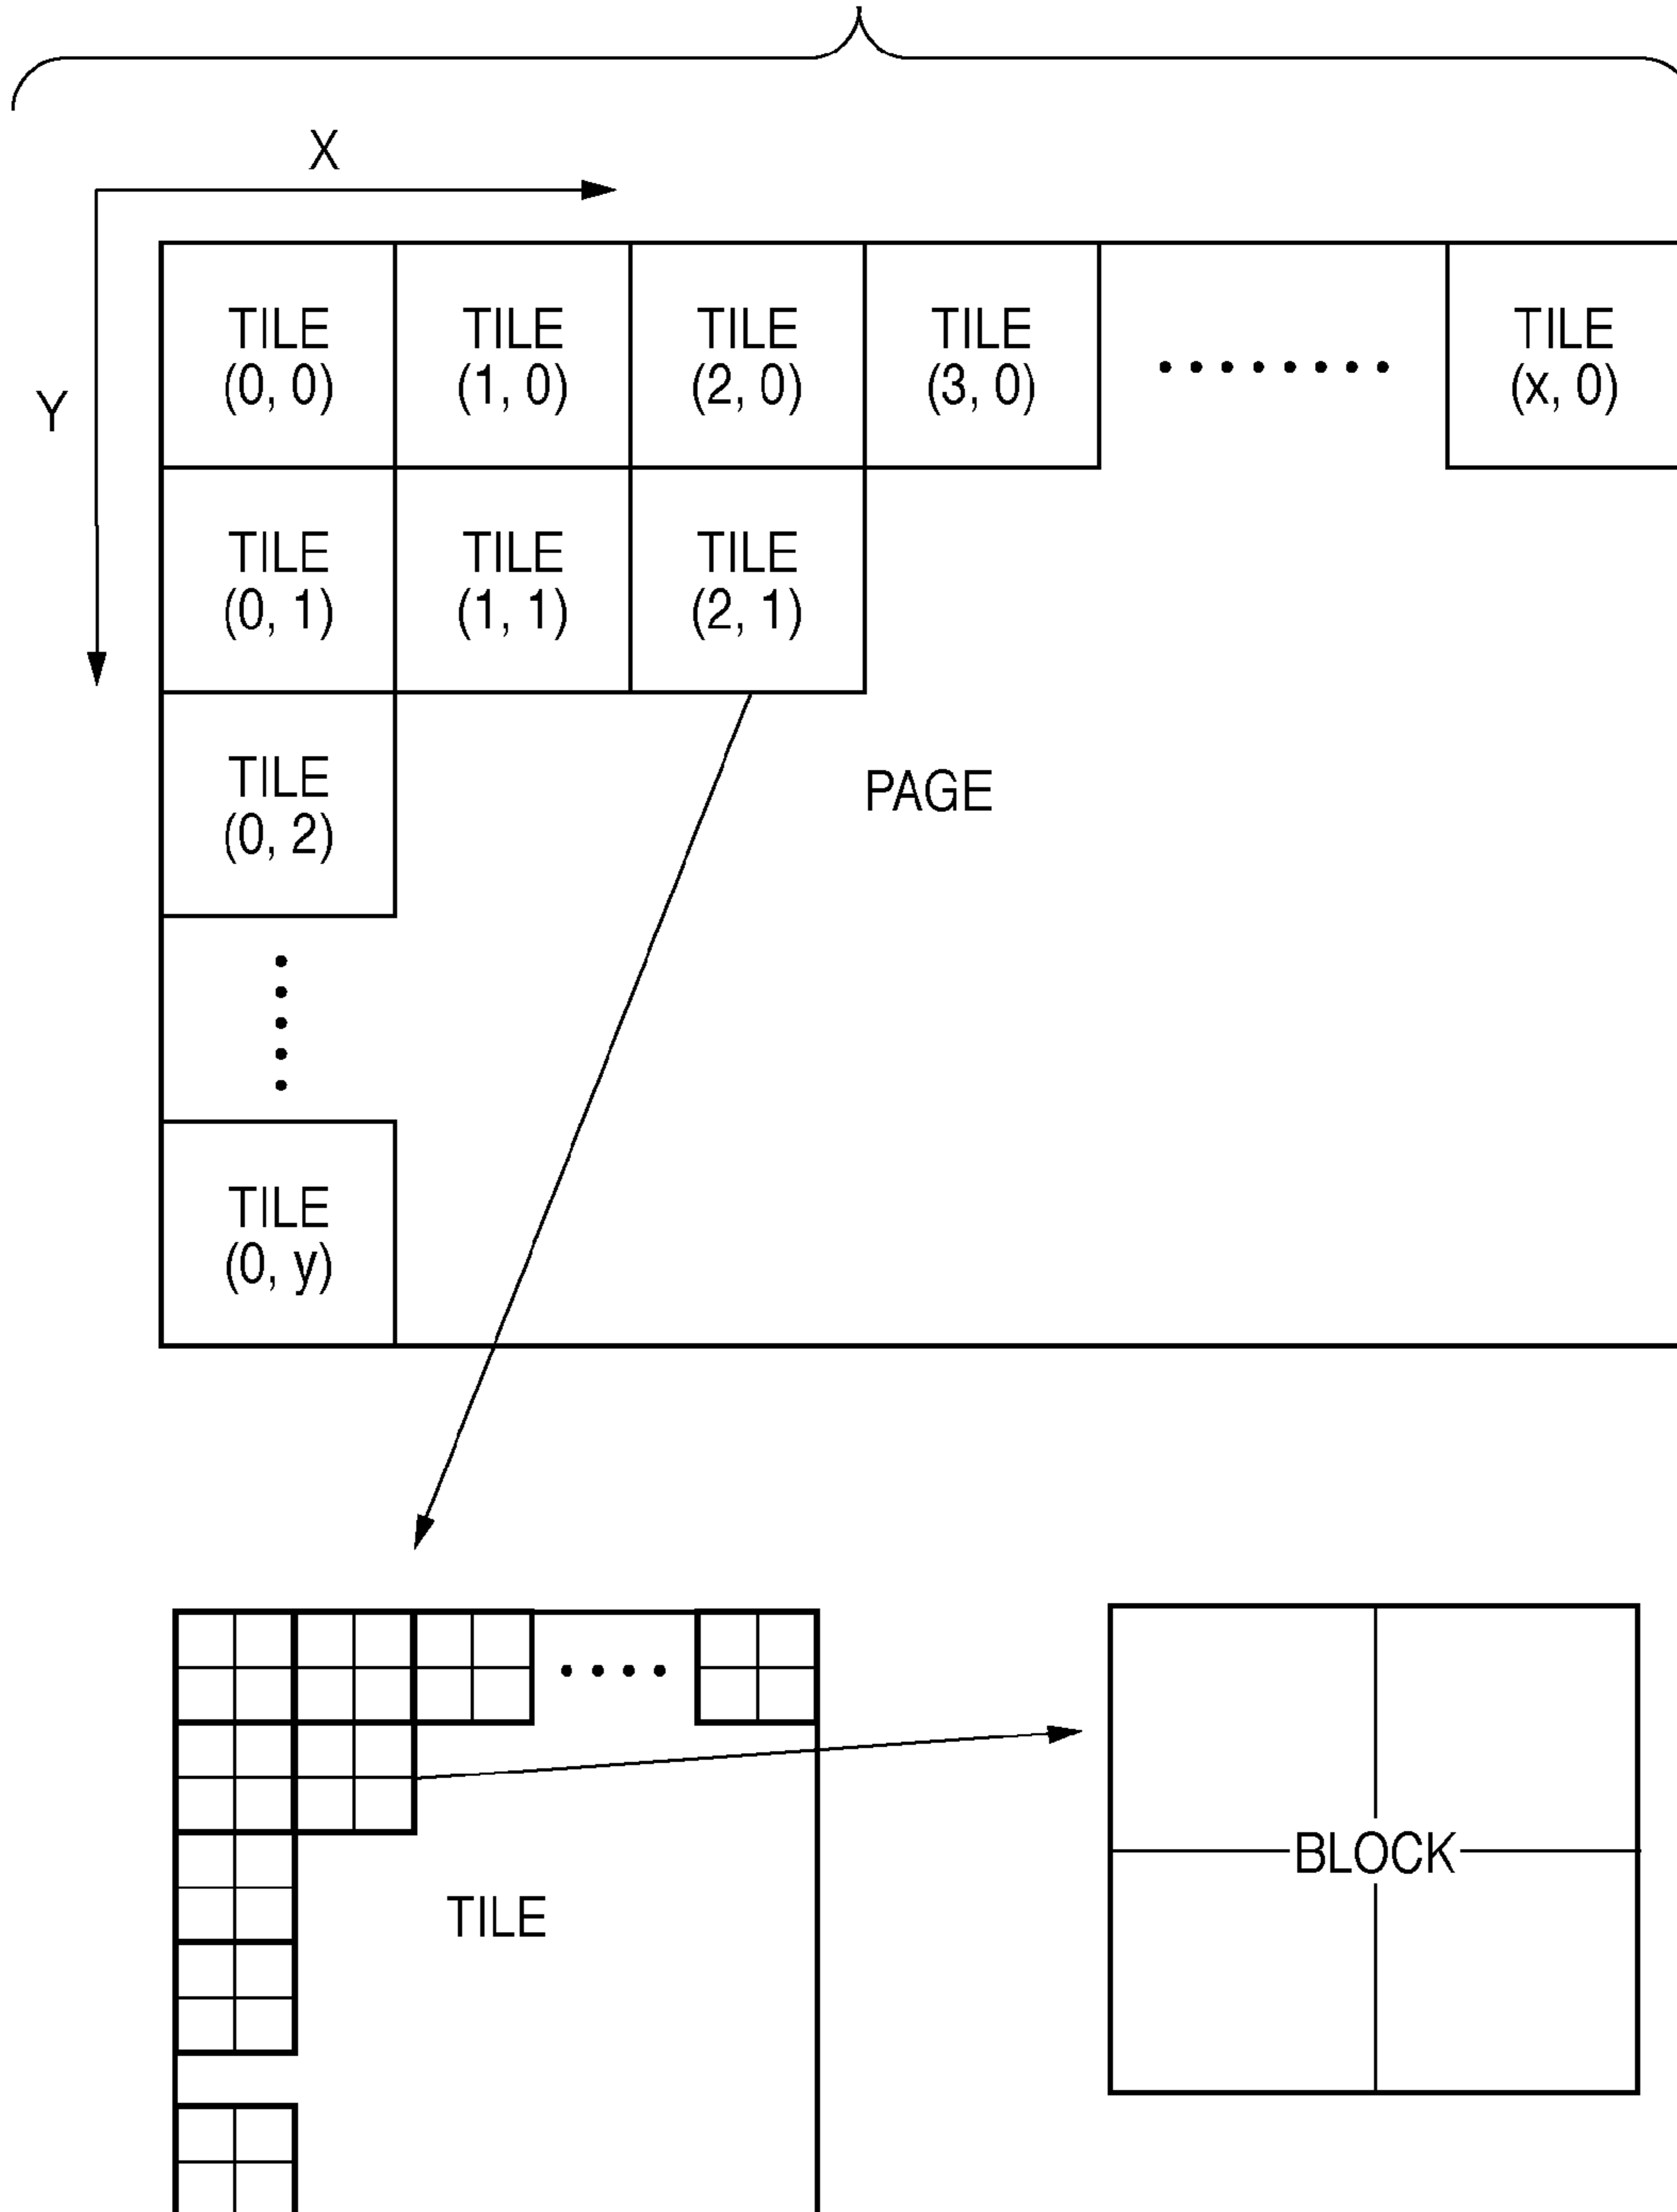 X
Y
TILE
(0, 0)
TILE
(1, 0)
TILE
(2, 0)
TILE
(3, 0)
TILE
(x, 0)
TILE
(0, 1)
TILE
(1, 1)
TILE
(2, 1)
TILE
(0, 2)
PAGE
TILE
(0, y)
TILE
BLOCK